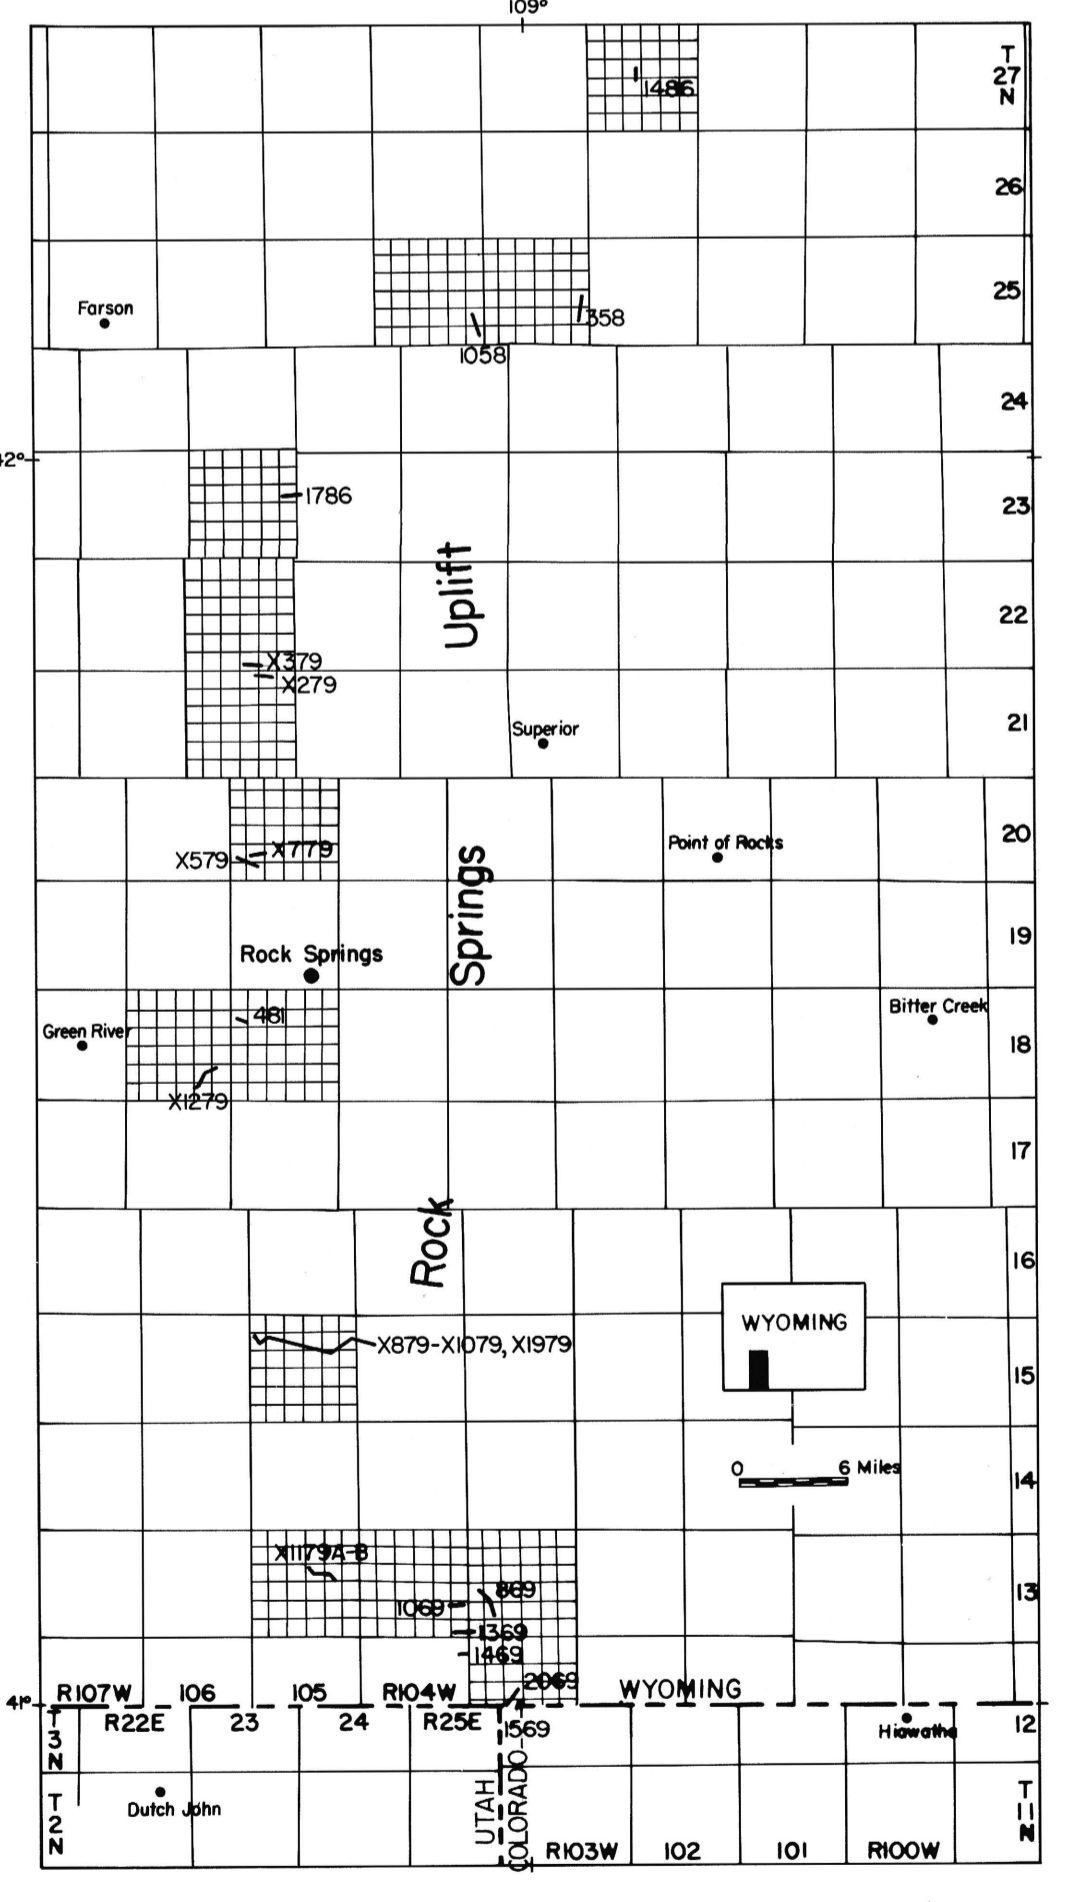 109°
T
27
N
1486
26
25
Farson
358
1058
24
42°
1786
23
Uplift
22
X379
X279
21
Superior
20
Point of Rocks
X779
X579
Springs
19
Rock Springs
Bitter Creek
481
Green River
18
X1279
17
Rock
16
WYOMING
X879-X1079, X1979
15
0 6 Miles
14
X1179A-B
869
13
1069
1369
1469
2069
R107W 106 105 R104W WYOMING
41°
R22E 23 24 R25E 1569 12
T
3
N
Hiawatha
UTAH
COLORADO
T
2
N
Dutch John
T
11
N
R103W 102 101 R100W